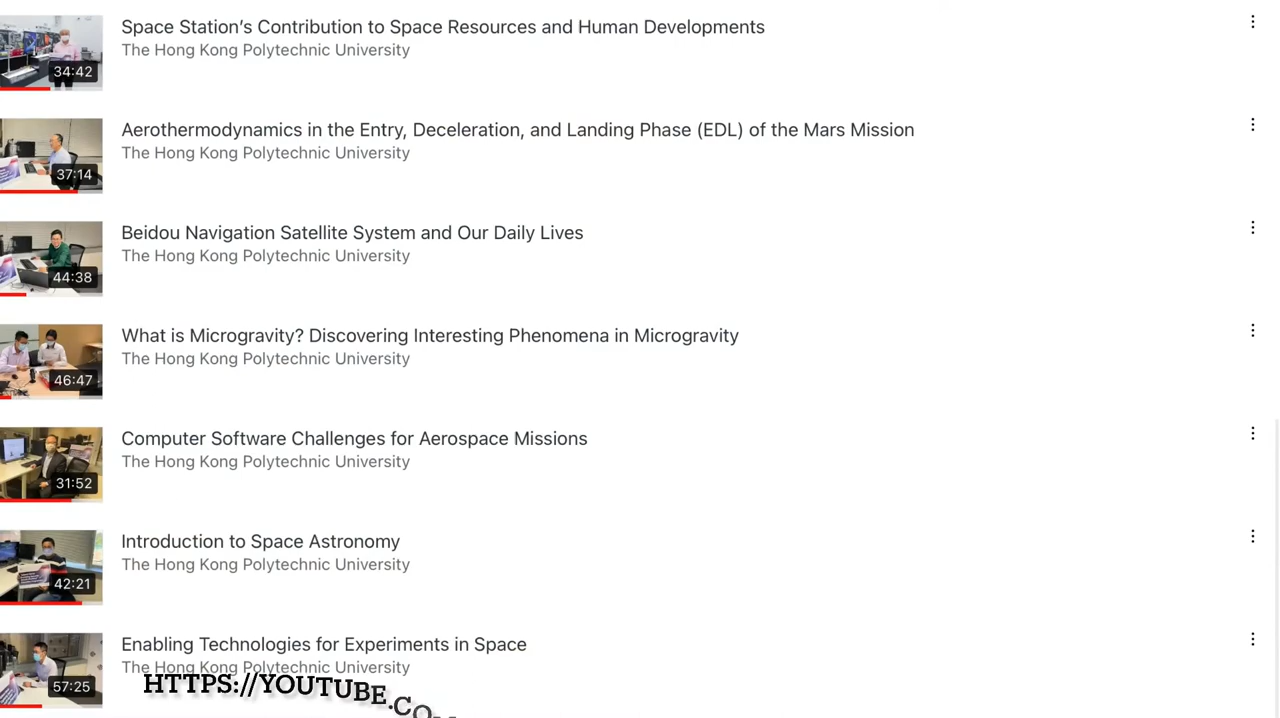 Space Station’s Contribution to Space Resources and Human Developments
The Hong Kong Polytechnic University
34:42
Aerothermodynamics in the Entry, Deceleration, and Landing Phase (EDL) of the Mars Mission
The Hong Kong Polytechnic University
37:14
Beidou Navigation Satellite System and Our Daily Lives
The Hong Kong Polytechnic University
44:38
What is Microgravity? Discovering Interesting Phenomena in Microgravity
The Hong Kong Polytechnic University
46:47
Computer Software Challenges for Aerospace Missions
The Hong Kong Polytechnic University
31:52
Introduction to Space Astronomy
The Hong Kong Polytechnic University
42:21
Enabling Technologies for Experiments in Space
The Hong Kong Polytechnic University
57:25
HTTPS://YOUTUBE.COM